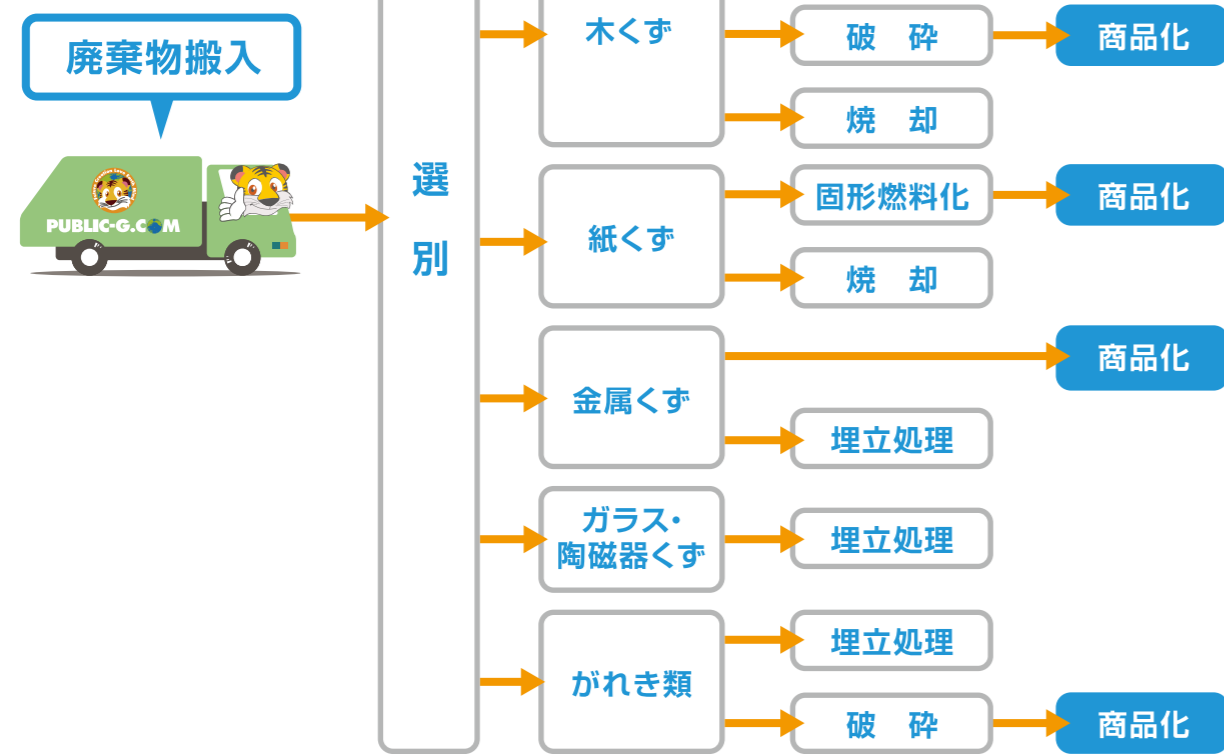 廃棄物搬入
PUBLIC-G.COM
選
別
木くず
破 砕
商品化
焼 却
紙くず
固形燃料化
商品化
焼 却
金属くず
商品化
埋立処理
ガラス・
陶磁器くず
埋立処理
がれき類
埋立処理
破 砕
商品化